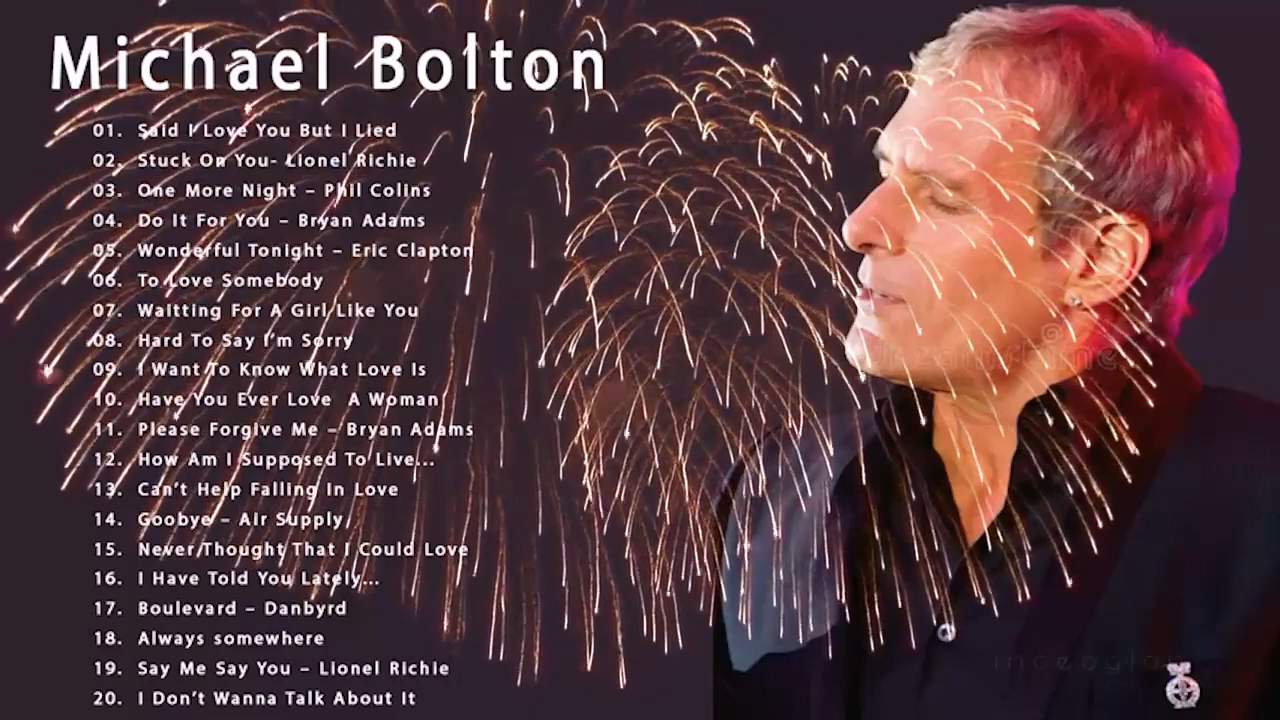 Michael Bolton
01. Said I Love You But I Lied
02. Stuck On You- Lionel Richie
03. One More Night – Phil Colins
04. Do It For You – Bryan Adams
05. Wonderful Tonight – Eric Clapton
06. To Love Somebody
07. Waitting For A Girl Like You
08. Hard To Say I'm Sorry
09. I Want To Know What Love Is
10. Have You Ever Love A Woman
11. Please Forgive Me – Bryan Adams
12. How Am I Supposed To Live...
13. Can't Help Falling In Love
14. Goobye – Air Supply
15. Never Thought That I Could Love
16. I Have Told You Lately...
17. Boulevard – Danbyrd
18. Always somewhere
19. Say Me Say You – Lionel Richie
20. I Don't Wanna Talk About It